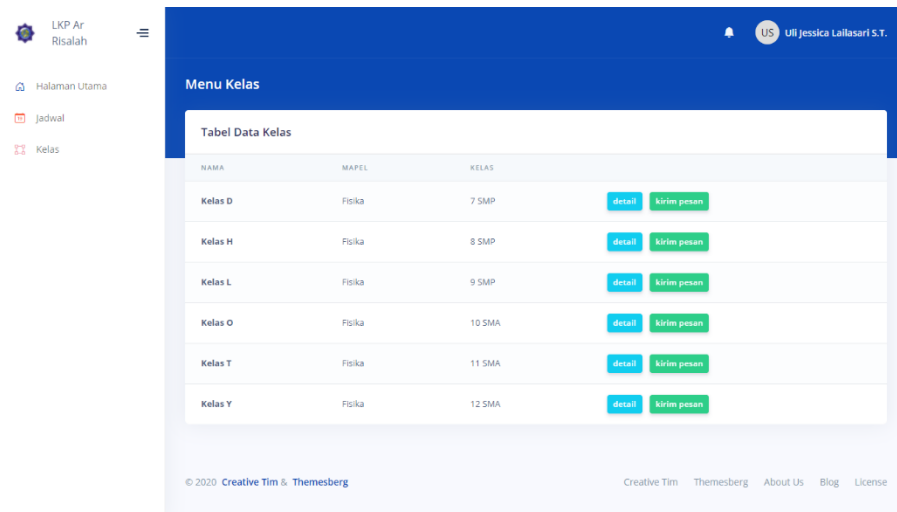 LKP Ar
Risalah
US Uli Jessica Lailasari S.T.
Halaman Utama
Jadwal
Kelas
Menu Kelas
Tabel Data Kelas
NAMA MAPEL KELAS
Kelas D Fisika 7 SMP detail kirim pesan
Kelas H Fisika 8 SMP detail kirim pesan
Kelas L Fisika 9 SMP detail kirim pesan
Kelas O Fisika 10 SMA detail kirim pesan
Kelas T Fisika 11 SMA detail kirim pesan
Kelas Y Fisika 12 SMA detail kirim pesan
© 2020 Creative Tim & Themesberg Creative Tim Themesberg About Us Blog License